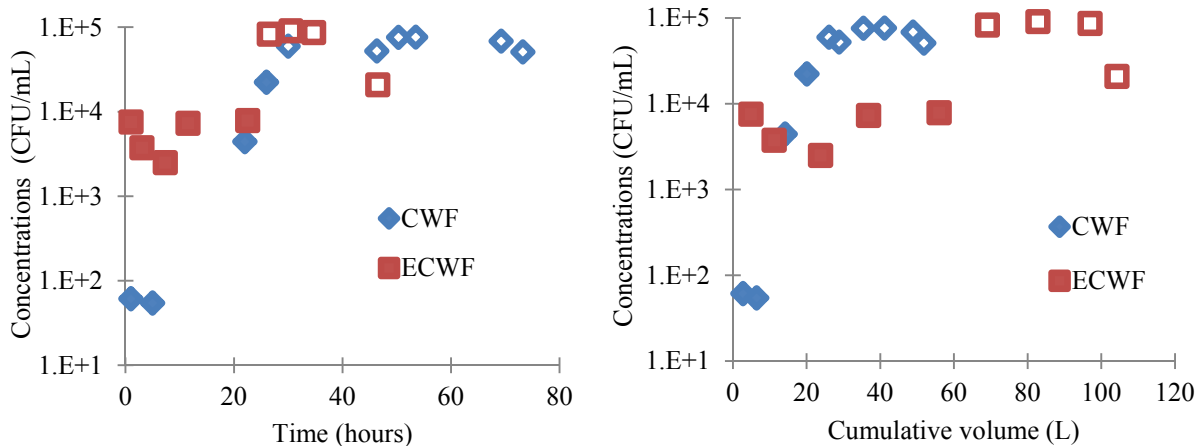 Concentrations (CFU/mL)
1.E+5
1.E+4
1.E+3
1.E+2
1.E+1
CWF
ECWF
0 20 40 60 80
Time (hours)
Concentrations (CFU/mL)
1.E+5
1.E+4
1.E+3
1.E+2
1.E+1
CWF
ECWF
0 20 40 60 80 100 120
Cumulative volume (L)